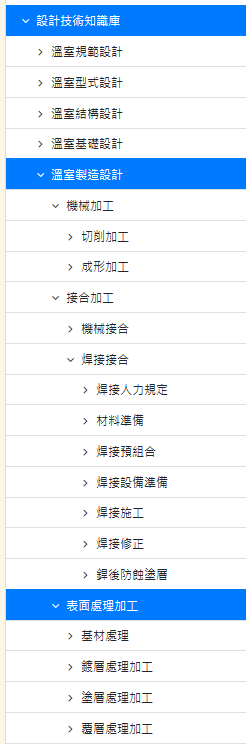 設計技術知識庫
溫室規範設計
溫室型式設計
溫室結構設計
溫室基礎設計
溫室製造設計
機械加工
切削加工
成形加工
接合加工
機械接合
焊接接合
焊接人力規定
材料準備
焊接預組合
焊接設備準備
焊接施工
焊接修正
銲後防蝕塗層
表面處理加工
基材處理
鍍層處理加工
塗層處理加工
覆層處理加工